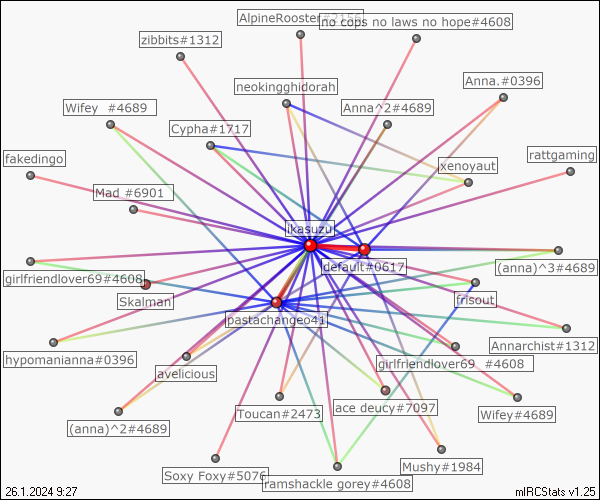 AlpineRooster#2156
no cops no laws no hope#4608
zibbits#1312
neokingghidorah
Anna.#0396
Wifey #4689
Anna^2#4689
Cypha#1717
fakedingo
xenoyaut
rattgaming
Mad #6901
ikasuzu
default#0617
(anna)^3#4689
girlfriendlover69#4608
Skalman
frisout
pastachangeo41
Annarchist#1312
hypomanianna#0396
girlfriendlover69 #4608
avelicious
(anna)^2#4689
Toucan#2473
ace deucy#7097
Wifey#4689
Soxy Foxy#5076
Mushy#1984
ramshackle gorey#4608
26.1.2024 9:27
mIRCStats v1.25